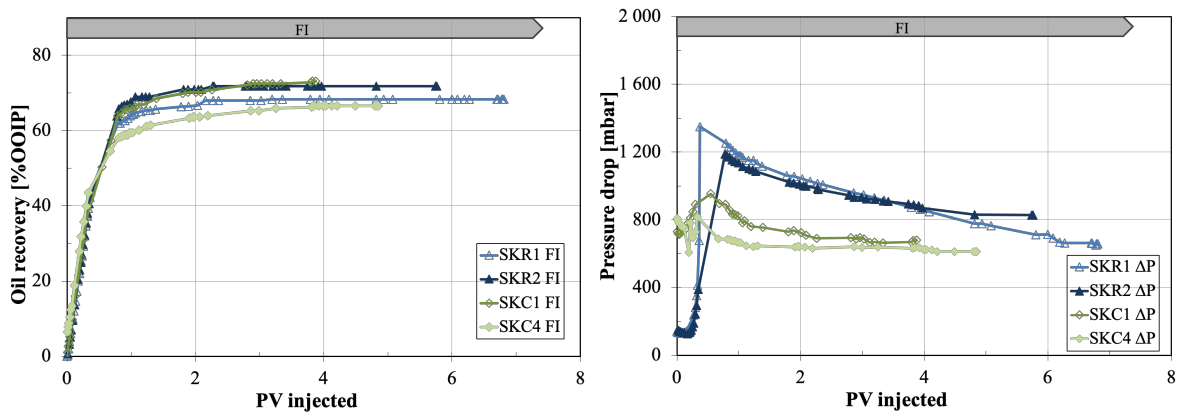 FI
80
60
40
20
0
Oil recovery [%OOIP]
SKR1 FI
SKR2 FI
SKC1 FI
SKC4 FI
0 2 4 6 8
PV injected
FI
2 000
1 600
1 200
800
400
0
Pressure drop [mbar]
SKR1 ΔP
SKR2 ΔP
SKC1 ΔP
SKC4 ΔP
0 2 4 6 8
PV injected